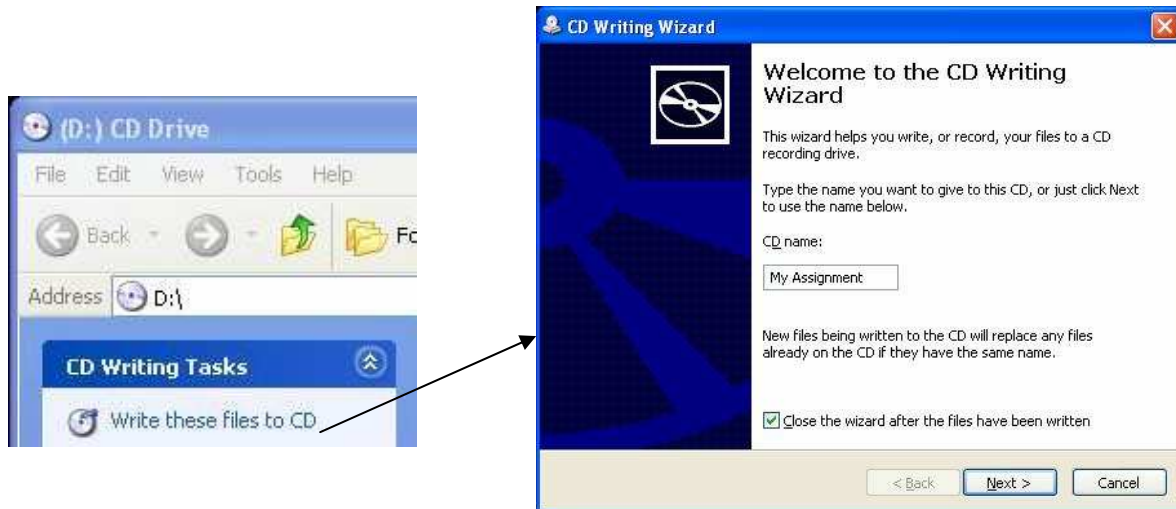 (D:) CD Drive
File Edit View Tools Help
Back
Address D:\
CD Writing Tasks
Write these files to CD
CD Writing Wizard
Welcome to the CD Writing
Wizard
This wizard helps you write, or record, your files to a CD
recording drive.
Type the name you want to give to this CD, or just click Next
to use the name below.
CD name:
My Assignment
New files being written to the CD will replace any files
already on the CD if they have the same name.
Close the wizard after the files have been written
< Back Next > Cancel